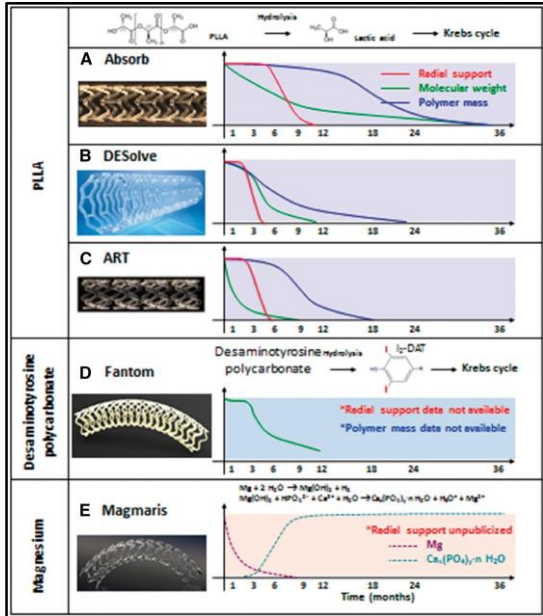 PLLA
Hydrolysis
Lactic acid
Krebs cycle
PLLA
A Absorb
Radial support
Molecular weight
Polymer mass
1 3 6 9 12 18 24 36
B DESolve
1 3 6 9 12 18 24 36
C ART
1 3 6 9 12 18 24 36
Desaminotyrosine
polycarbonate
Desaminotyrosine
polycarbonate
Hydrolysis
I₂-DAT
Krebs cycle
D Fantom
*Radial support data not available
*Polymer mass data not available
1 3 6 9 12 18 24 36
Magnesium
E Magmaris
Mg + 2 H₂O → Mg(OH)₂ + H₂
*Radial support unpublicized
Mg
Caₓ(PO₄)ᵧ·n H₂O
1 3 6 9 12 18 24 36
Time (months)